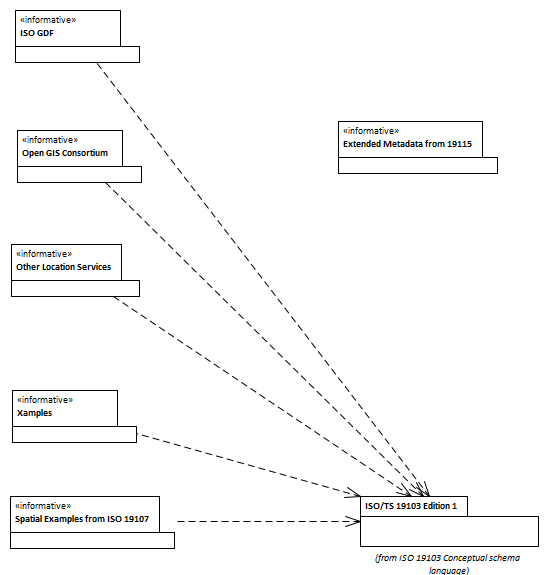 «informative»
ISO GDF
«informative»
Open GIS Consortium
«informative»
Extended Metadata from 19115
«informative»
Other Location Services
«informative»
Xamples
«informative»
Spatial Examples from ISO 19107
ISO/TS 19103 Edition 1
(from ISO 19103 Conceptual schema
language)